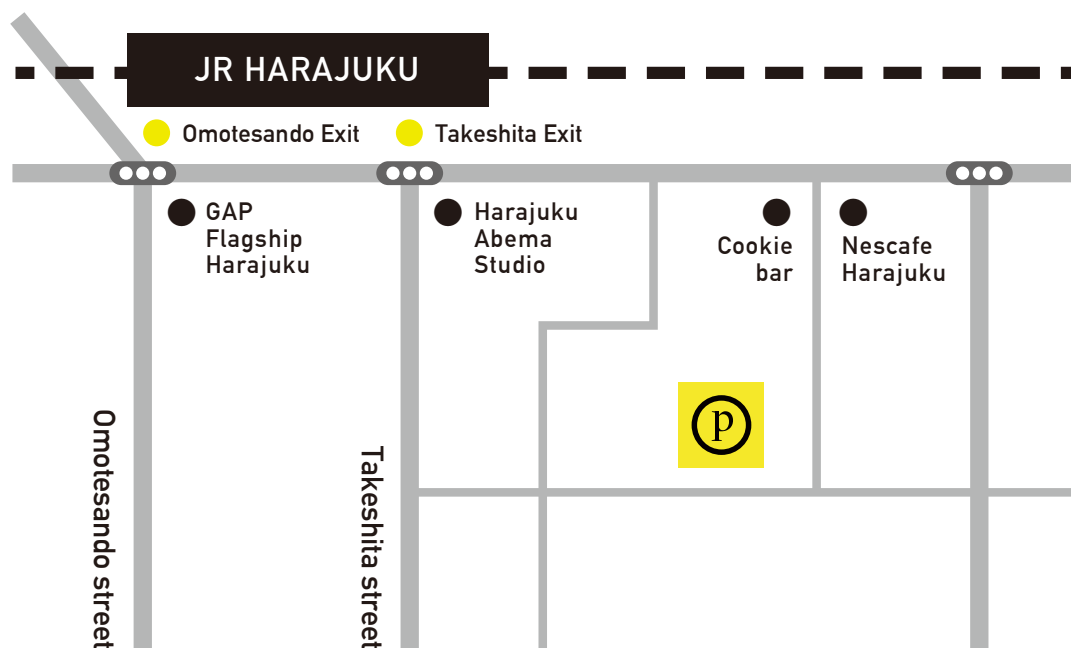 JR HARAJUKU
Omotesando Exit
Takeshita Exit
GAP
Flagship
Harajuku
Harajuku
Abema
Studio
Cookie
bar
Nescafe
Harajuku
p
Omotesando street
Takeshita street